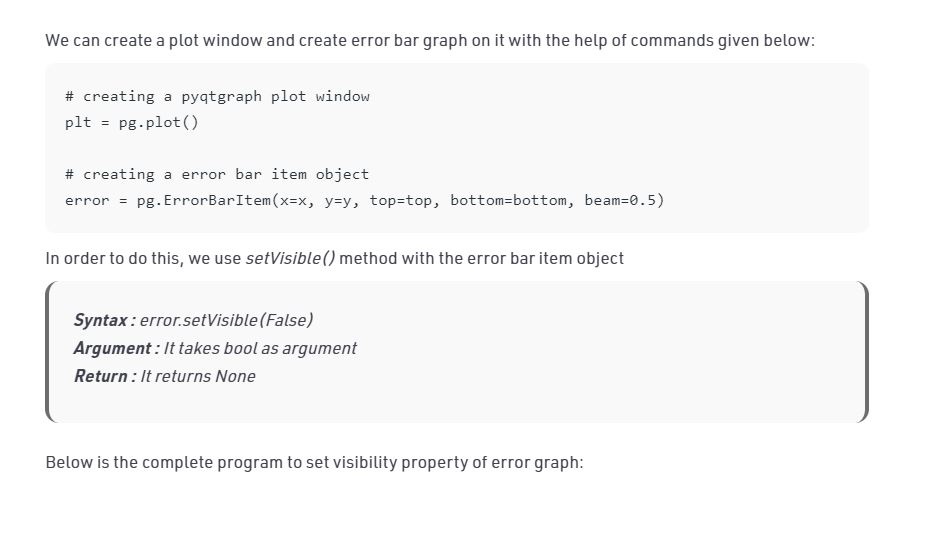 We can create a plot window and create error bar graph on it with the help of commands given below:
# creating a pyqtgraph plot window
plt = pg.plot()
# creating a error bar item object
error = pg.ErrorBarItem(x=x, y=y, top=top, bottom=bottom, beam=0.5)
In order to do this, we use setVisible() method with the error bar item object
Syntax : error.setVisible(False)
Argument : It takes bool as argument
Return : It returns None
Below is the complete program to set visibility property of error graph: